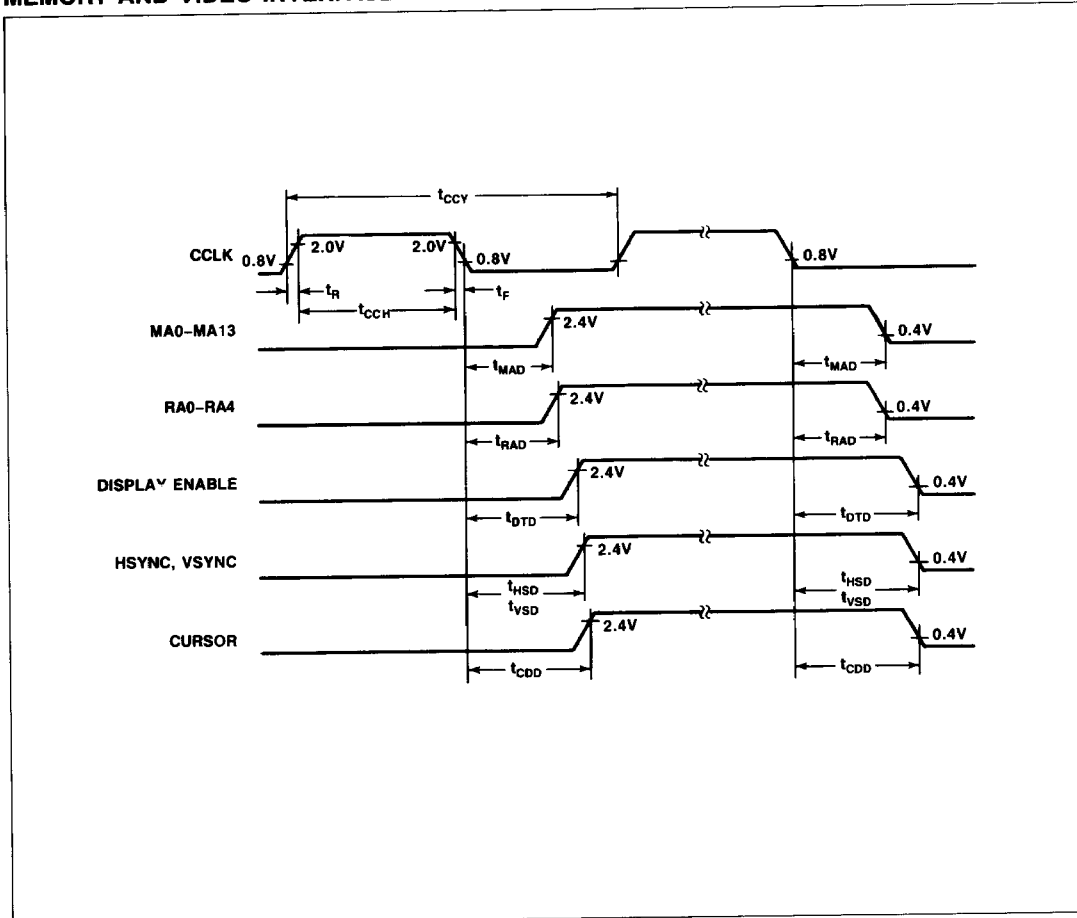 MEMORY AND VIDEO
tCCY
CCLK 0.8V 2.0V 2.0V 0.8V 0.8V
tR tF
tCCH
MA0–MA13 2.4V 0.4V
tMAD tMAD
RA0–RA4 2.4V 0.4V
tRAD tRAD
DISPLAY ENABLE 2.4V 0.4V
tDTD tDTD
HSYNC, VSYNC 2.4V 0.4V
tHSD tHSD
tVSD tVSD
CURSOR 2.4V 0.4V
tCDD tCDD